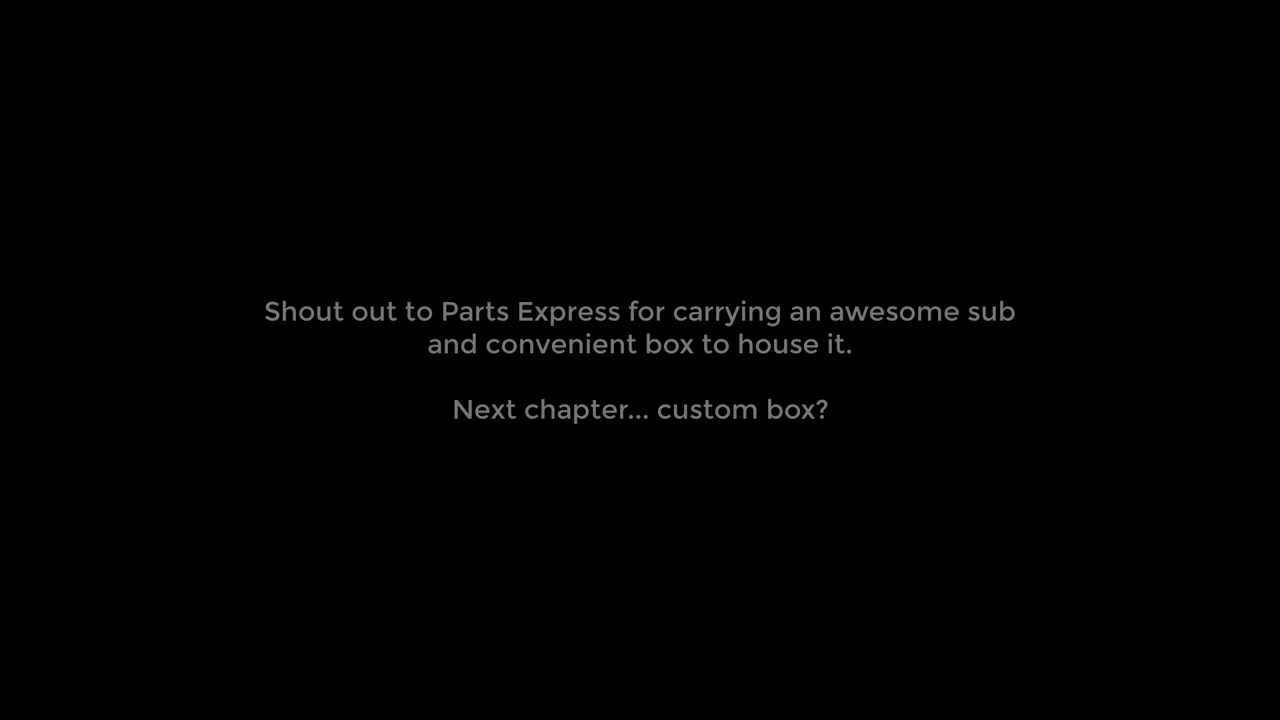 Shout out to Parts Express for carrying an awesome sub
and convenient box to house it.
Next chapter... custom box?